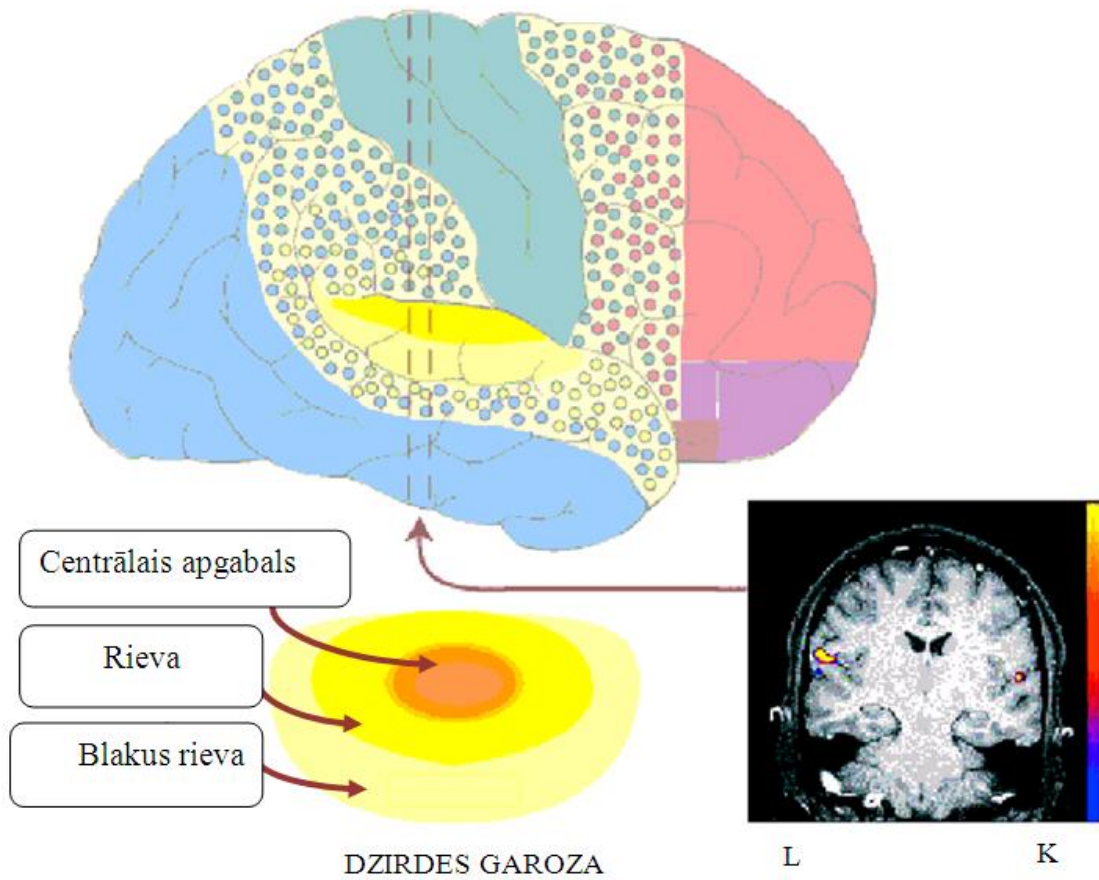 Centrālais apgabals
Rieva
Blakus rieva
DZIRDES GAROZA
L
K